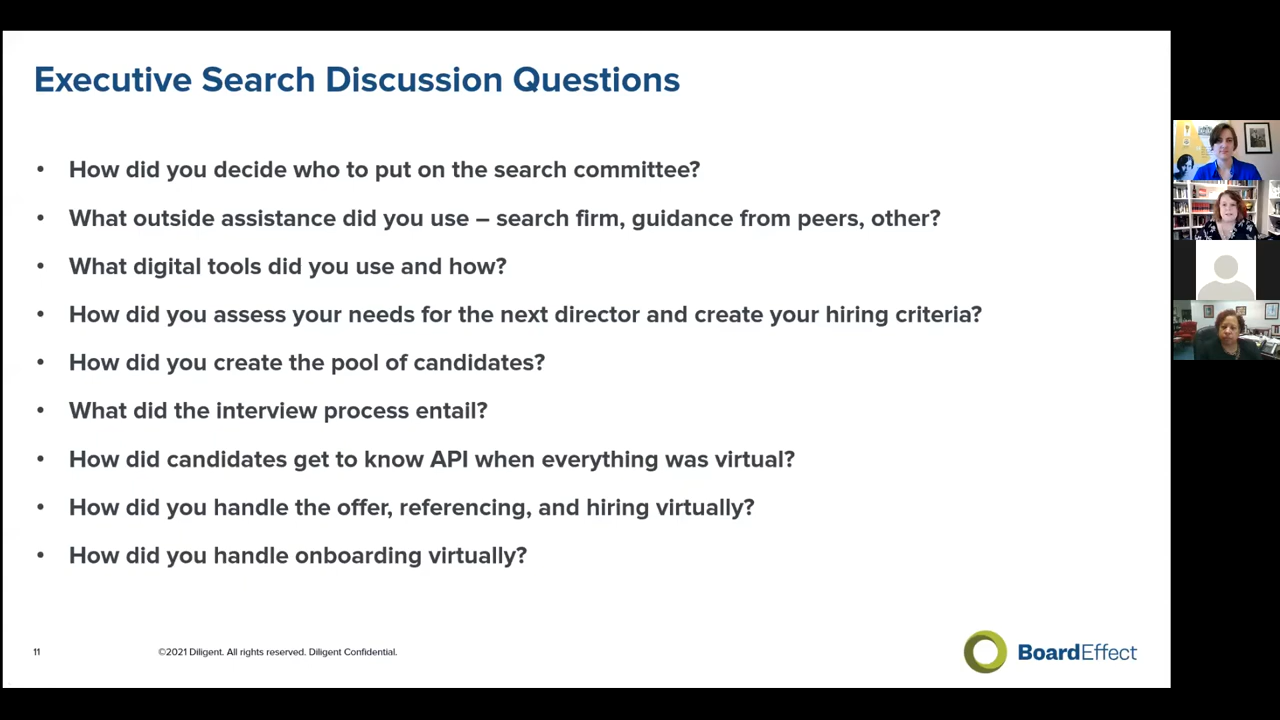 Executive Search Discussion Questions
• How did you decide who to put on the search committee?
• What outside assistance did you use – search firm, guidance from peers, other?
• What digital tools did you use and how?
• How did you assess your needs for the next director and create your hiring criteria?
• How did you create the pool of candidates?
• What did the interview process entail?
• How did candidates get to know API when everything was virtual?
• How did you handle the offer, referencing, and hiring virtually?
• How did you handle onboarding virtually?
11 ©2021 Diligent. All rights reserved. Diligent Confidential.
BoardEffect